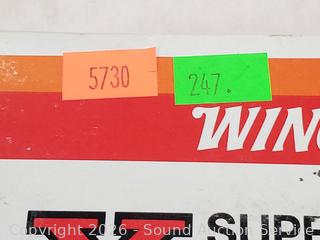 5730
247.
WIN
X SUPE
Copyright 2026 - Sound Auction Service